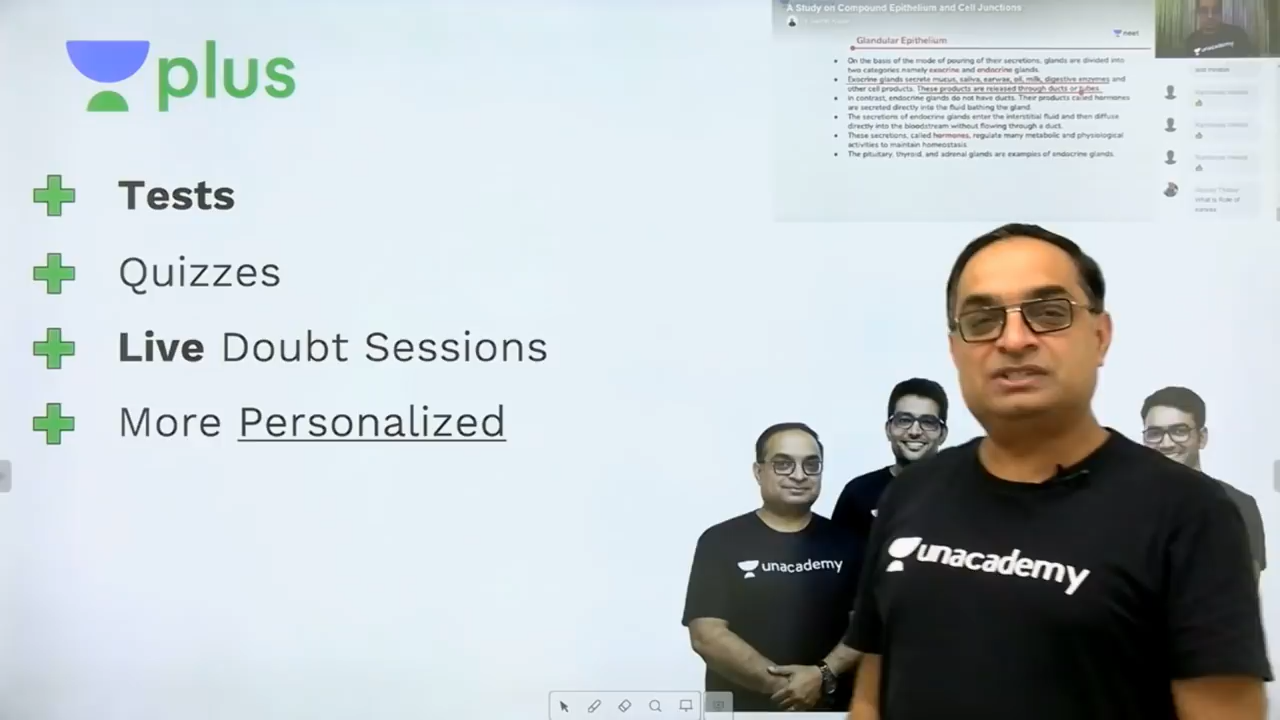 plus
Tests
Quizzes
Live Doubt Sessions
More Personalized
A Study on Compound Epithelium and Cell Junctions
neet
Glandular Epithelium
On the basis of the mode of pouring of their secretions, glands are divided into
two categories namely exocrine and endocrine glands.
Exocrine glands secrete mucus, saliva, earwax, oil, milk, digestive enzymes and
other cell products. These products are released through ducts or tubes.
In contrast, endocrine glands do not have ducts. Their products called hormones
are secreted directly into the fluid bathing the gland.
The secretions of endocrine glands enter the interstitial fluid and then diffuse
directly into the bloodstream without flowing through a duct.
These secretions, called hormones, regulate many metabolic and physiological
activities to maintain homeostasis.
The pituitary, thyroid, and adrenal glands are examples of endocrine glands.
unacademy
What is Role of
unacademy
unacademy